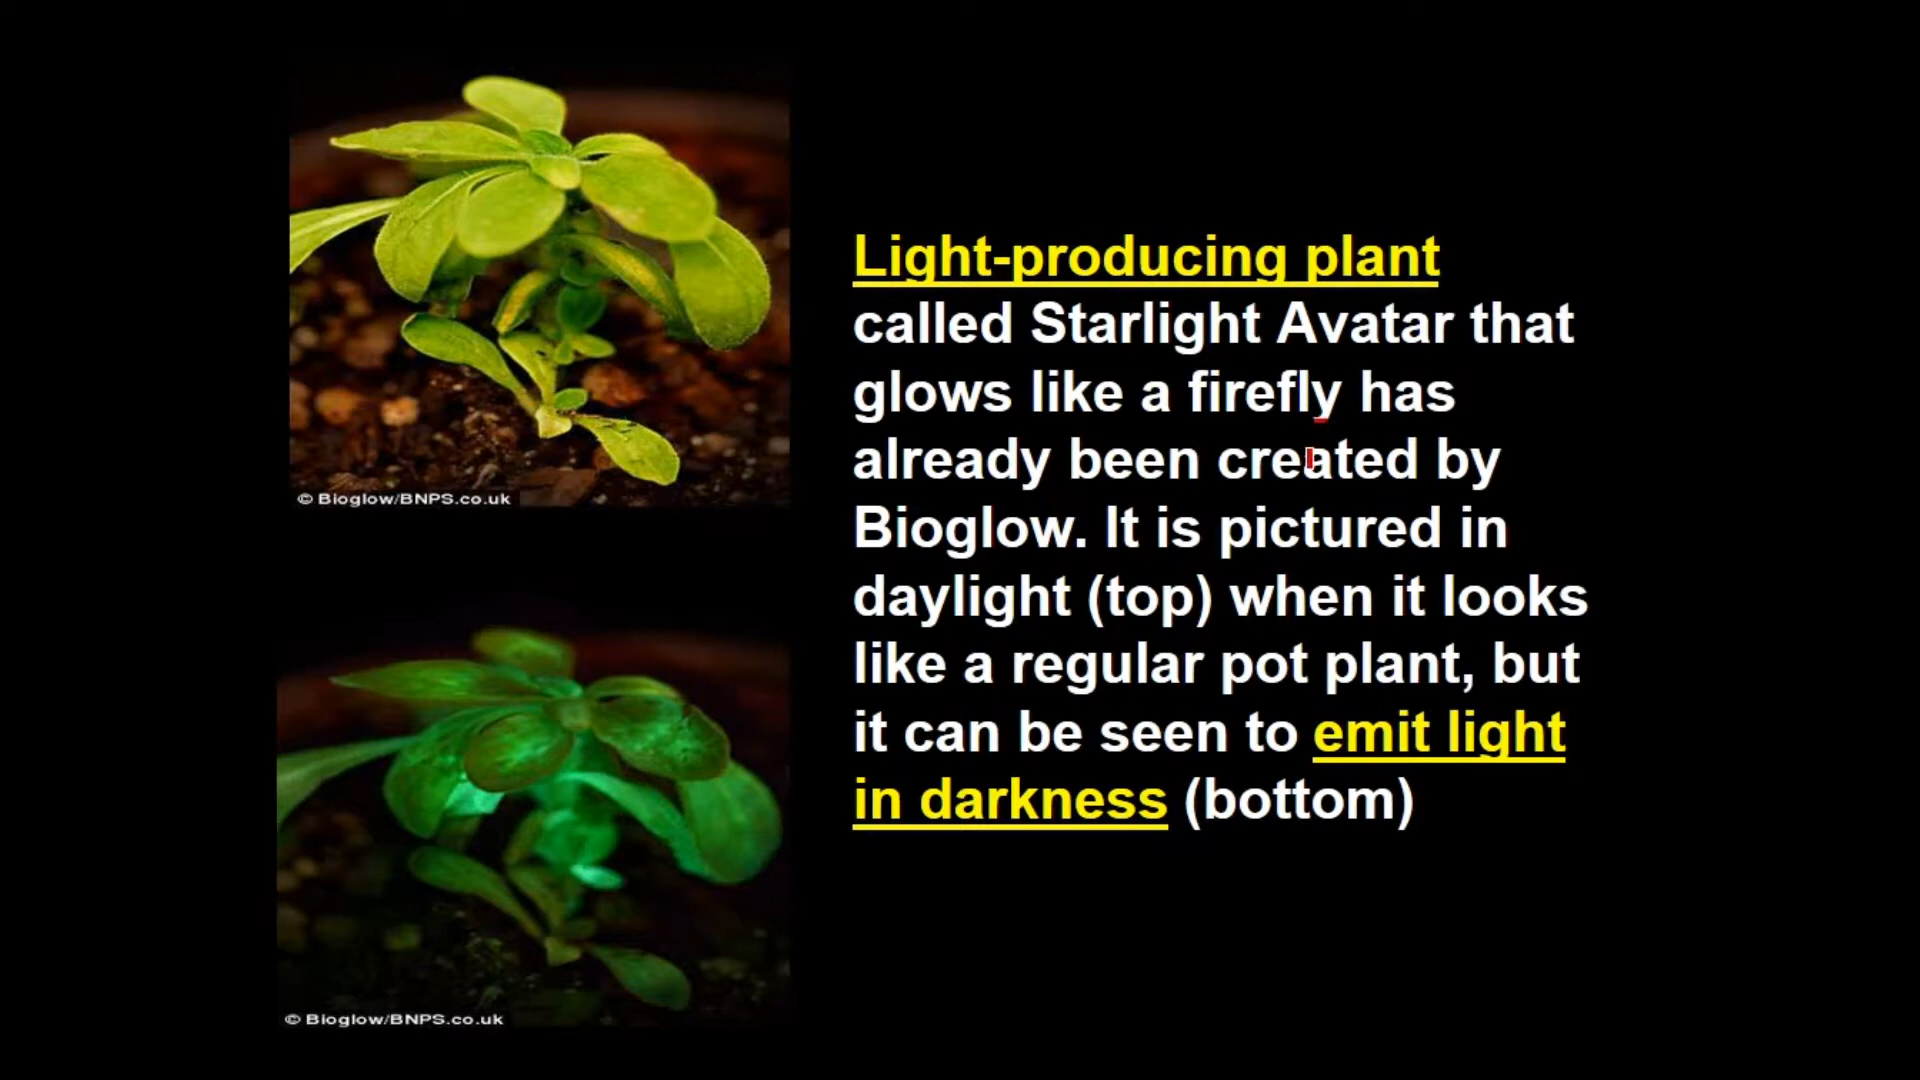 Light-producing plant
called Starlight Avatar that
glows like a firefly has
already been created by
Bioglow. It is pictured in
daylight (top) when it looks
like a regular pot plant, but
it can be seen to emit light
in darkness (bottom)
© Bioglow/BNPS.co.uk
© Bioglow/BNPS.co.uk